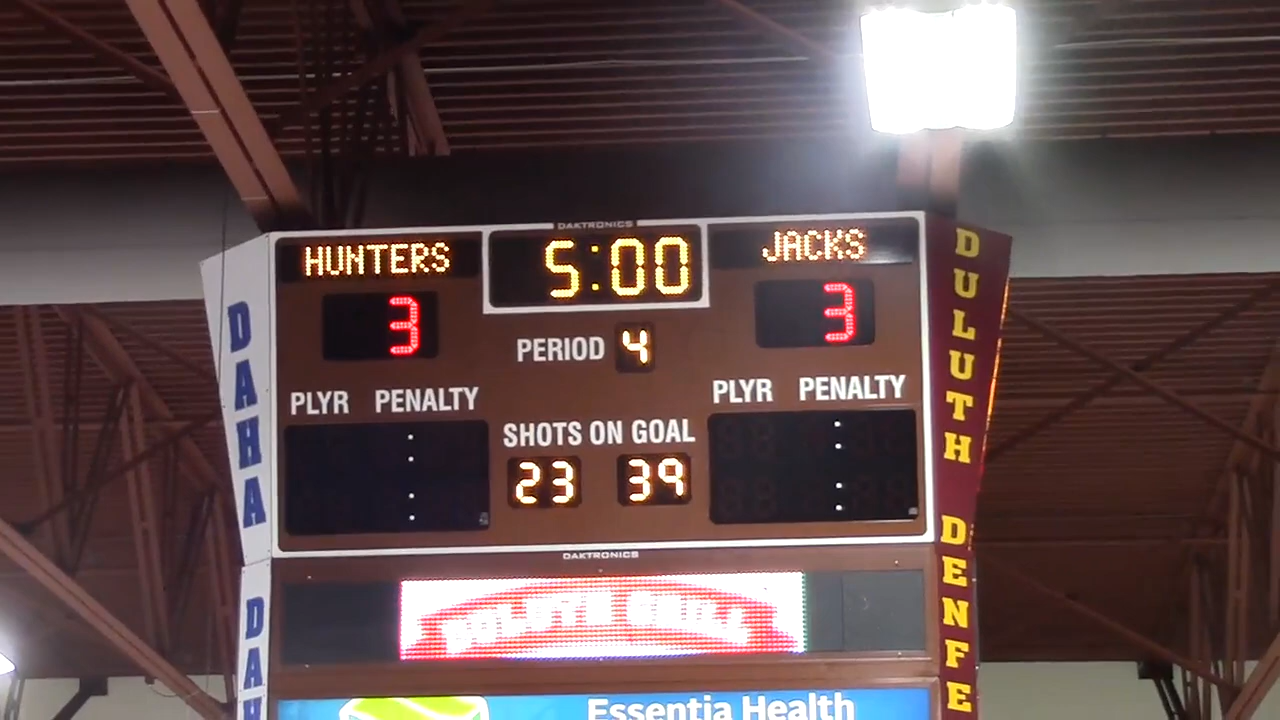 DAKTRONICS
HUNTERS 5:00 JACKS
3 3
PERIOD 4
PLYR PENALTY PLYR PENALTY
: :
: :
SHOTS ON GOAL
23 39
DAKTRONICS
Essentia Health
DAHA
DULUTH DENFE